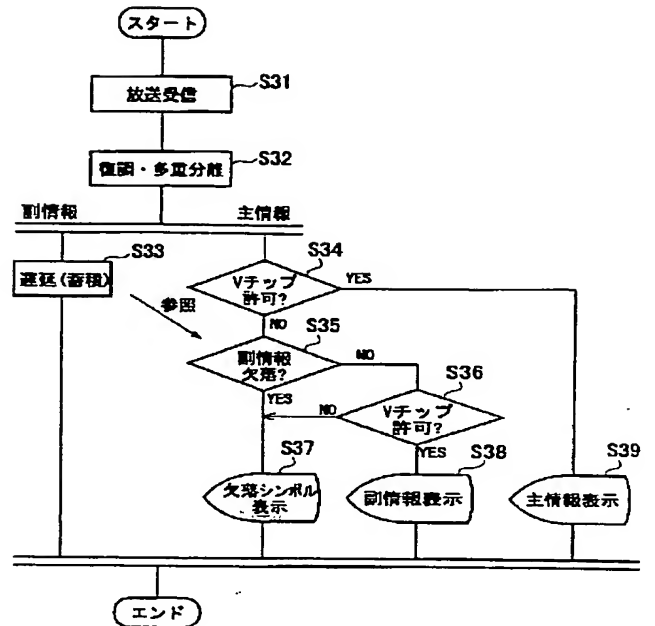 スタート
放送受信
S31
復調・多重分離
S32
副情報
主情報
遅延(蓄積)
S33
参照
Vチップ
許可?
S34
YES
NO
副情報
欠落?
S35
NO
YES
Vチップ
許可?
S36
NO
YES
欠落シンボル
表示
S37
副情報表示
S38
主情報表示
S39
エンド